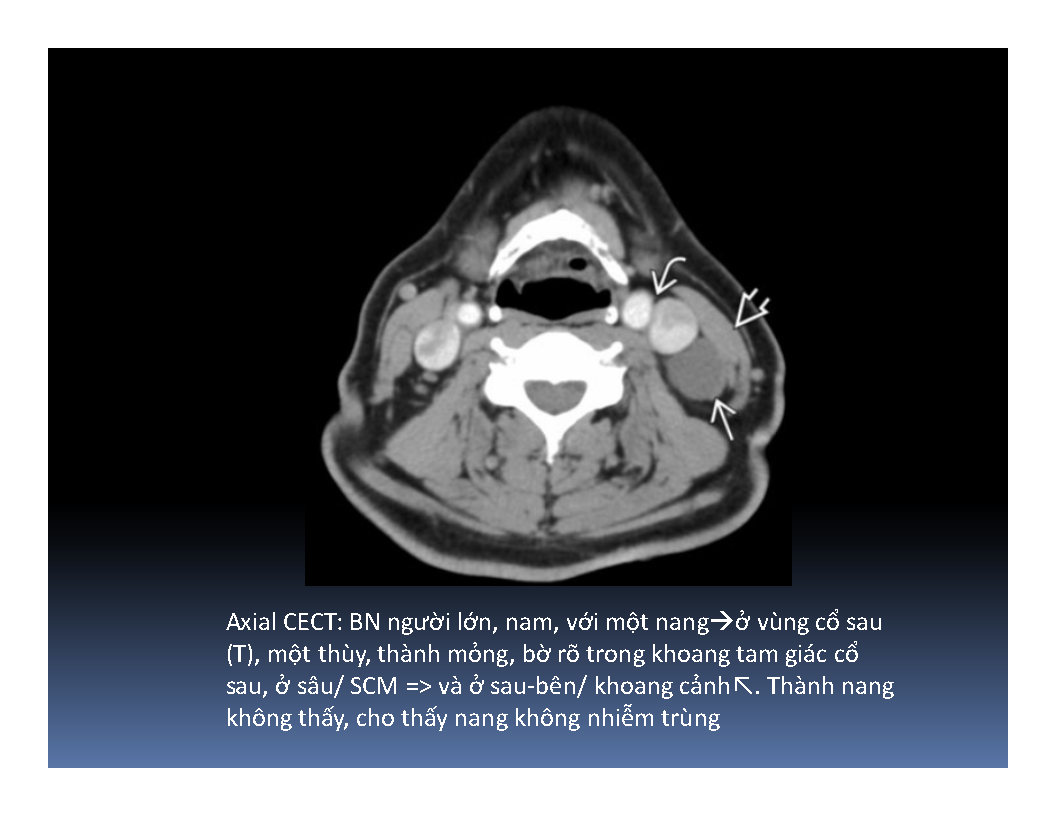 Axial CECT: BN người lớn, nam, với một nang→ở vùng cổ sau
(T), một thùy, thành mỏng, bờ rõ trong khoang tam giác cổ
sau, ở sâu/ SCM => và ở sau-bên/ khoang cảnh↖. Thành nang
không thấy, cho thấy nang không nhiễm trùng